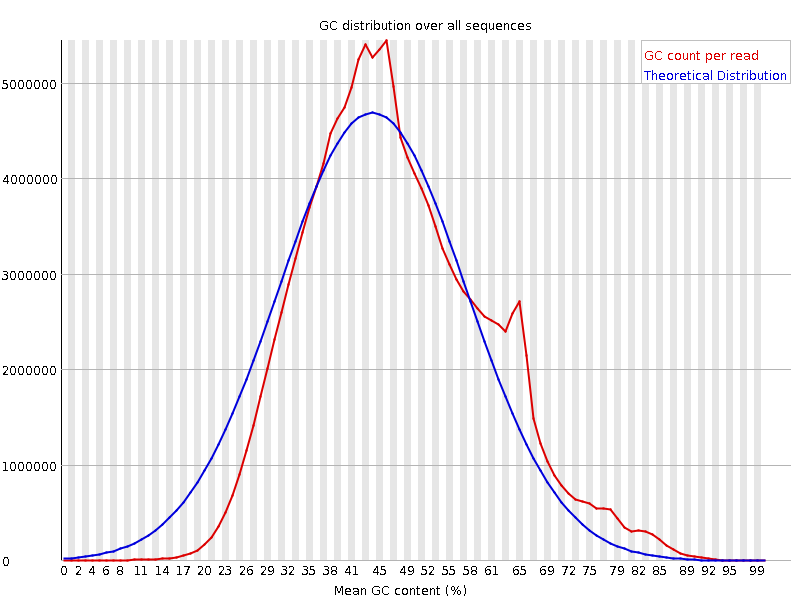 GC distribution over all sequences
GC count per read
Theoretical Distribution
5000000
4000000
3000000
2000000
1000000
0
0 2 4 6 8 11 14 17 20 23 26 29 32 35 38 41 45 49 52 55 58 61 65 69 72 75 79 82 85 89 92 95 99
Mean GC content (%)